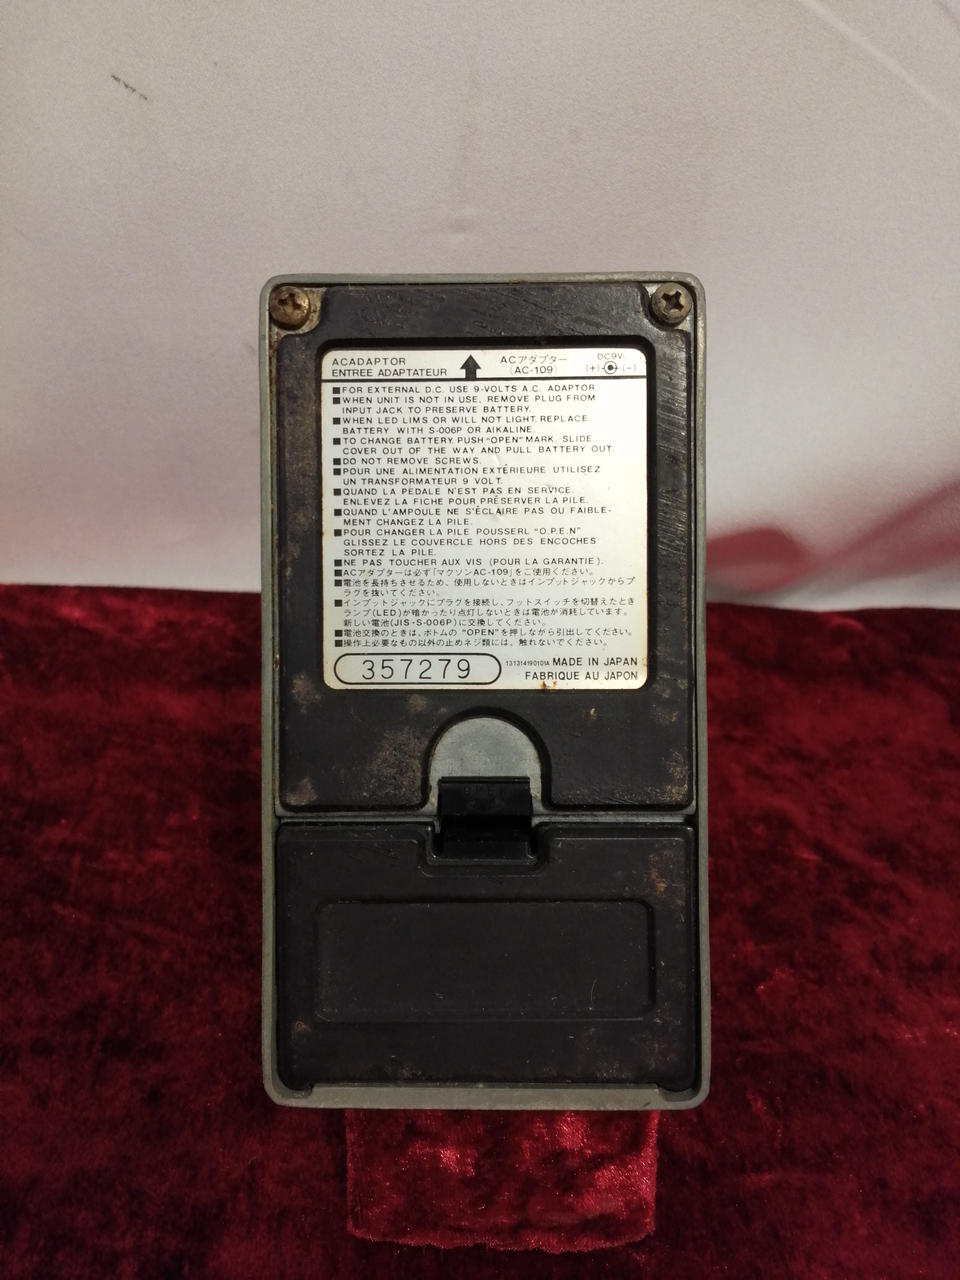 ACADAPTOR
ENTREE ADAPTATEUR
ACアダプター
(AC-109)
DC9V
(+) (-)
■FOR EXTERNAL D.C. USE 9-VOLTS A.C. ADAPTOR.
■WHEN UNIT IS NOT IN USE, REMOVE PLUG FROM
INPUT JACK TO PRESERVE BATTERY.
■WHEN LED LIMS OR WILL NOT LIGHT. REPLACE
BATTERY WITH S-006P OR AIKALINE.
■TO CHANGE BATTERY. PUSH "OPEN" MARK. SLIDE
COVER OUT OF THE WAY AND PULL BATTERY OUT.
■DO NOT REMOVE SCREWS.
■POUR UNE ALIMENTATION EXTÉRIEURE UTILISEZ
UN TRANSFORMATEUR 9 VOLT.
■QUAND LA PEDALE N'EST PAS EN SERVICE.
ENLEVEZ LA FICHE POUR PRÉSERVER LA PILE.
■QUAND L'AMPOULE NE S'ÉCLAIRE PAS OU FAIBLE-
MENT CHANGEZ LA PILE.
■POUR CHANGER LA PILE POUSSERL "O.P.E.N"
GLISSEZ LE COUVERCLE HORS DES ENCOCHES
SORTEZ LA PILE.
■NE PAS TOUCHER AUX VIS (POUR LA GARANTIE).
■ACアダプターは必ず「マクソンAC-109」をご使用ください。
■電池を長持ちさせるため、使用しないときはインプットジャックからプ
ラグを抜いてください。
■インプットジャックにプラグを接続し、フットスイッチを切替えたとき
ランプ(LED)が暗かったり点灯しないときは電池が消耗しています。
新しい電池(JIS・S-006P)に交換してください。
■電池交換のときは、ボトムの "OPEN" を押しながら引出してください。
■操作上必要なもの以外の止めネジ類には、触れないでください。
357279
131314190101A MADE IN JAPAN
FABRIQUE AU JAPON
OPEN